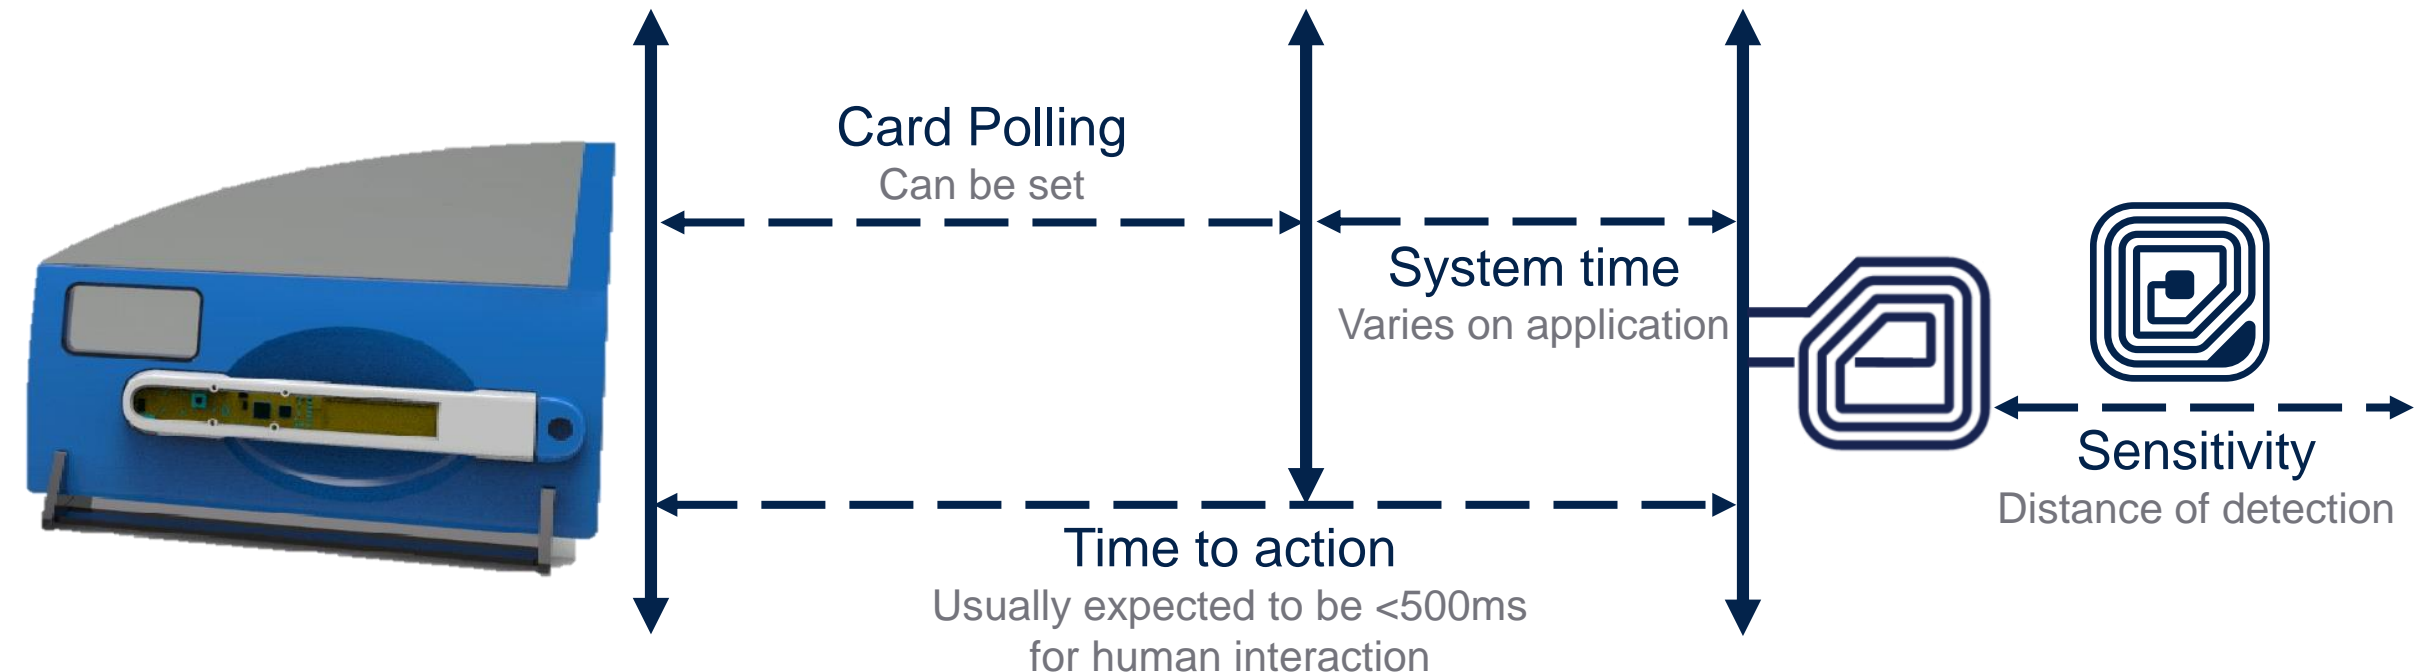 Card Polling
Can be set
System time
Varies on application
Sensitivity
Distance of detection
Time to action
Usually expected to be <500ms
for human interaction